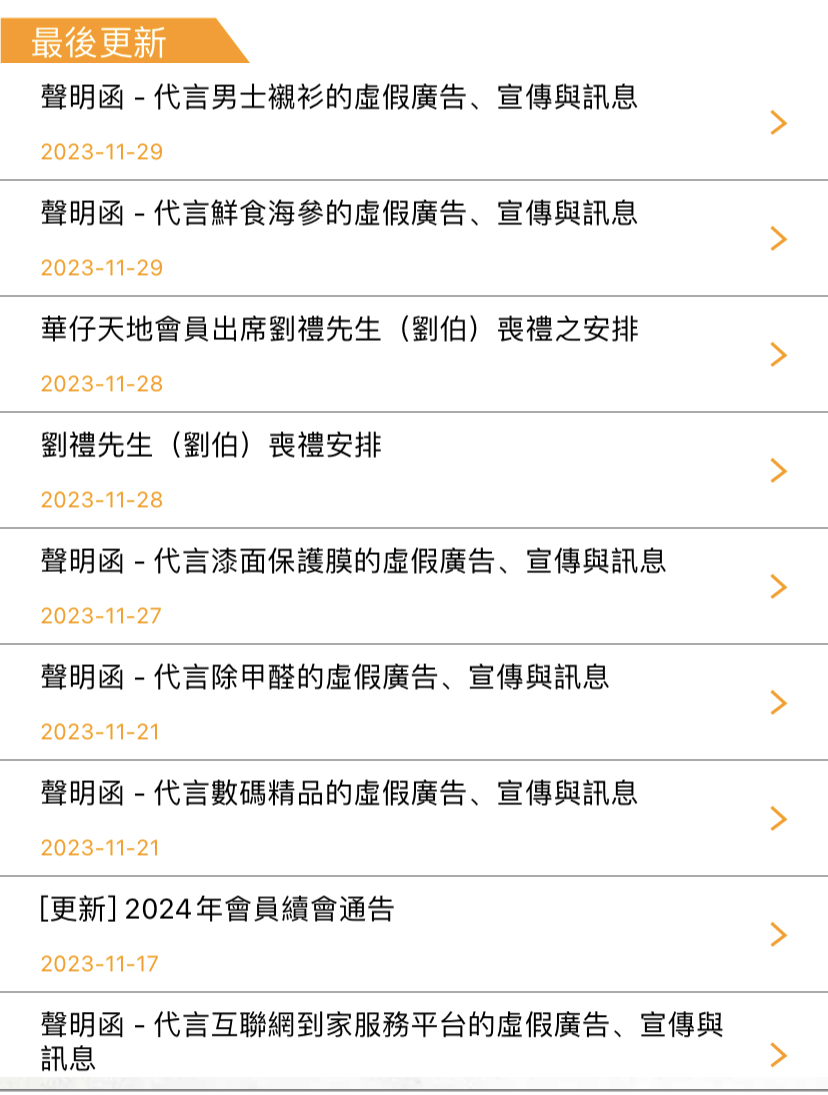 最後更新
聲明函 - 代言男士襯衫的虛假廣告、宣傳與訊息
2023-11-29
聲明函 - 代言鮮食海參的虛假廣告、宣傳與訊息
2023-11-29
華仔天地會員出席劉禮先生（劉伯）喪禮之安排
2023-11-28
劉禮先生（劉伯）喪禮安排
2023-11-28
聲明函 - 代言漆面保護膜的虛假廣告、宣傳與訊息
2023-11-27
聲明函 - 代言除甲醛的虛假廣告、宣傳與訊息
2023-11-21
聲明函 - 代言數碼精品的虛假廣告、宣傳與訊息
2023-11-21
[更新] 2024年會員續會通告
2023-11-17
聲明函 - 代言互聯網到家服務平台的虛假廣告、宣傳與
訊息